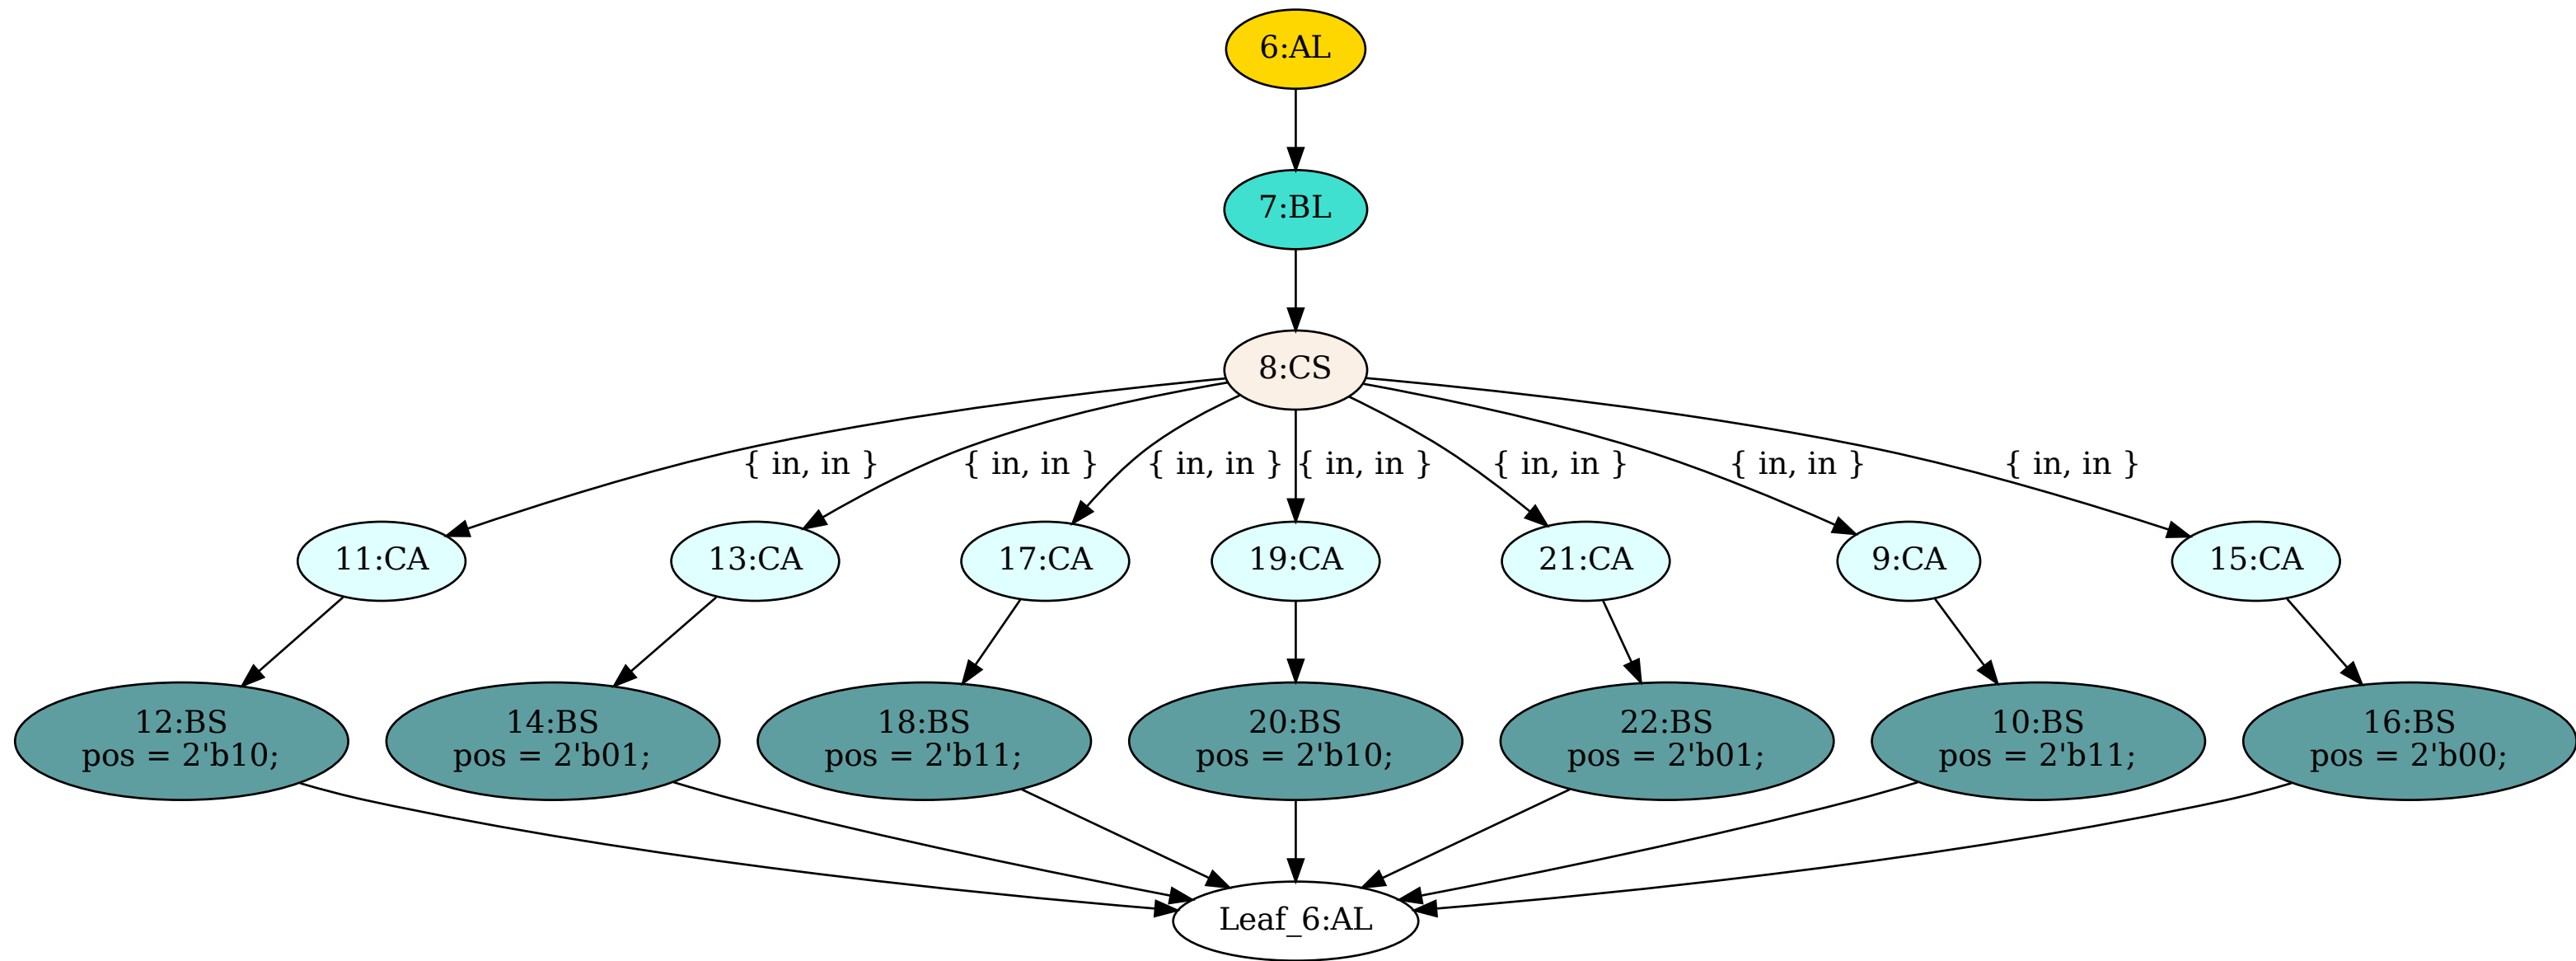 6:AL
7:BL
8:CS
{ in, in }
{ in, in }
{ in, in }
{ in, in }
{ in, in }
{ in, in }
{ in, in }
11:CA
13:CA
17:CA
19:CA
21:CA
9:CA
15:CA
12:BS
pos = 2'b10;
14:BS
pos = 2'b01;
18:BS
pos = 2'b11;
20:BS
pos = 2'b10;
22:BS
pos = 2'b01;
10:BS
pos = 2'b11;
16:BS
pos = 2'b00;
Leaf_6:AL